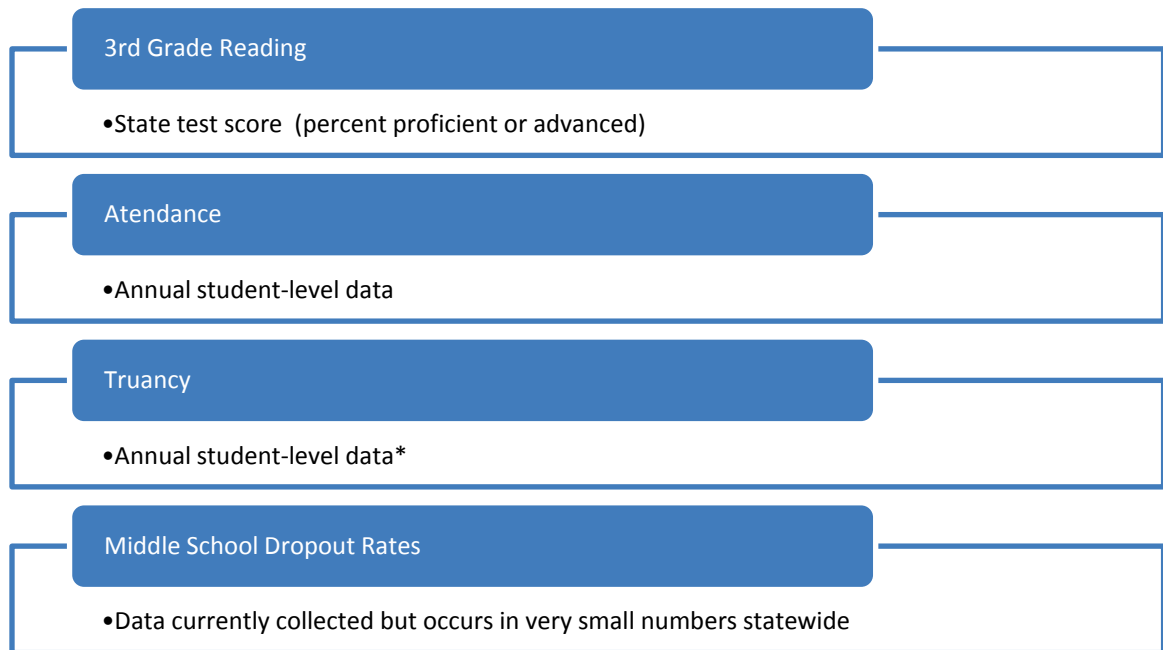 3rd Grade Reading
•State test score (percent proficient or advanced)
Atendance
•Annual student-level data
Truancy
•Annual student-level data*
Middle School Dropout Rates
•Data currently collected but occurs in very small numbers statewide